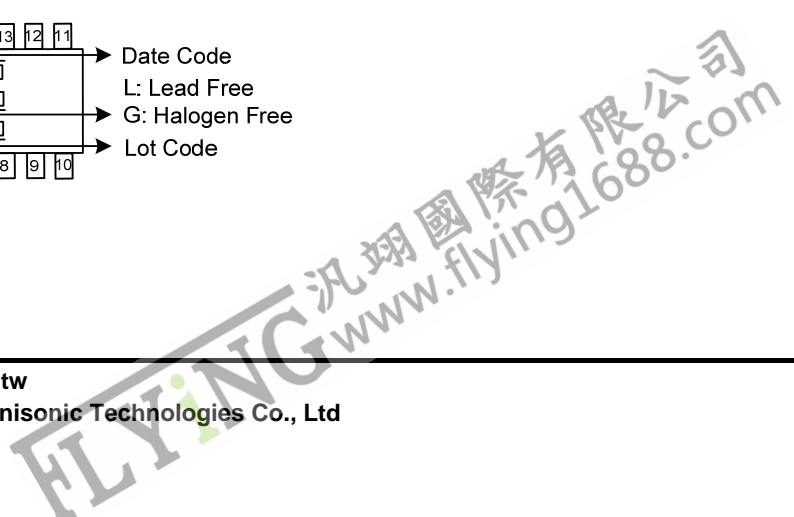 13 12 11
Date Code
L: Lead Free
G: Halogen Free
Lot Code
8 9 10
汎翊國際有限公司
www.flying1688.com
FLYiNG
tw
nisonic Technologies Co., Ltd